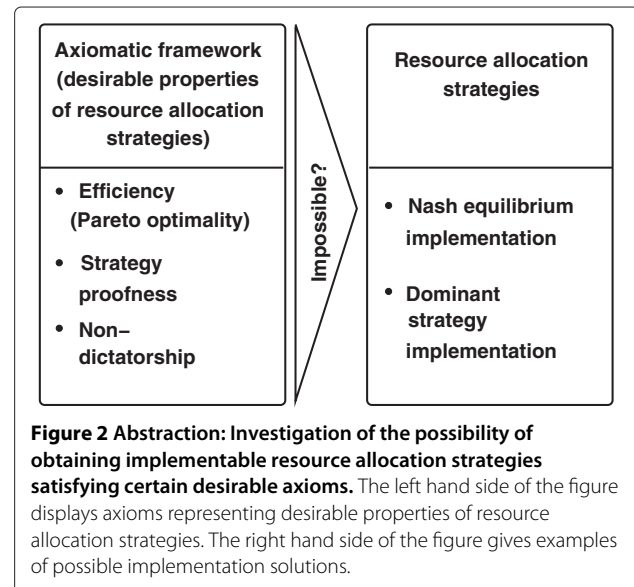 Axiomatic framework
(desirable properties
of resource allocation
strategies)
• Efficiency
(Pareto optimality)
• Strategy
proofness
• Non–
dictatorship
Impossible?
Resource allocation
strategies
• Nash equilibrium
implementation
• Dominant
strategy
implementation
Figure 2 Abstraction: Investigation of the possibility of
obtaining implementable resource allocation strategies
satisfying certain desirable axioms. The left hand side of the figure
displays axioms representing desirable properties of resource
allocation strategies. The right hand side of the figure gives examples
of possible implementation solutions.